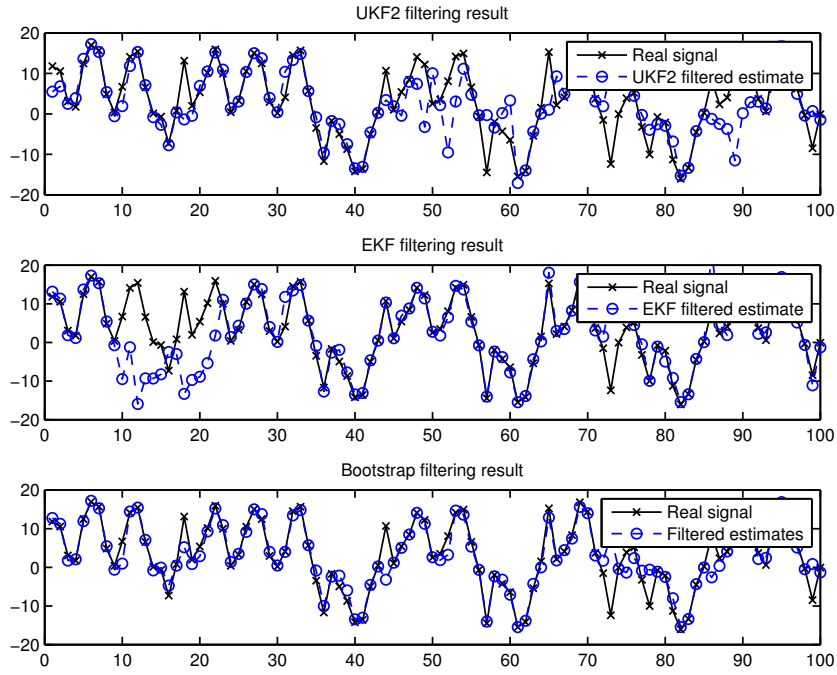 UKF2 filtering result
20
10
0
−10
−20
Real signal
UKF2 filtered estimate
0 10 20 30 40 50 60 70 80 90 100
EKF filtering result
20
10
0
−10
−20
Real signal
EKF filtered estimate
0 10 20 30 40 50 60 70 80 90 100
Bootstrap filtering result
20
10
0
−10
−20
Real signal
Filtered estimates
0 10 20 30 40 50 60 70 80 90 100